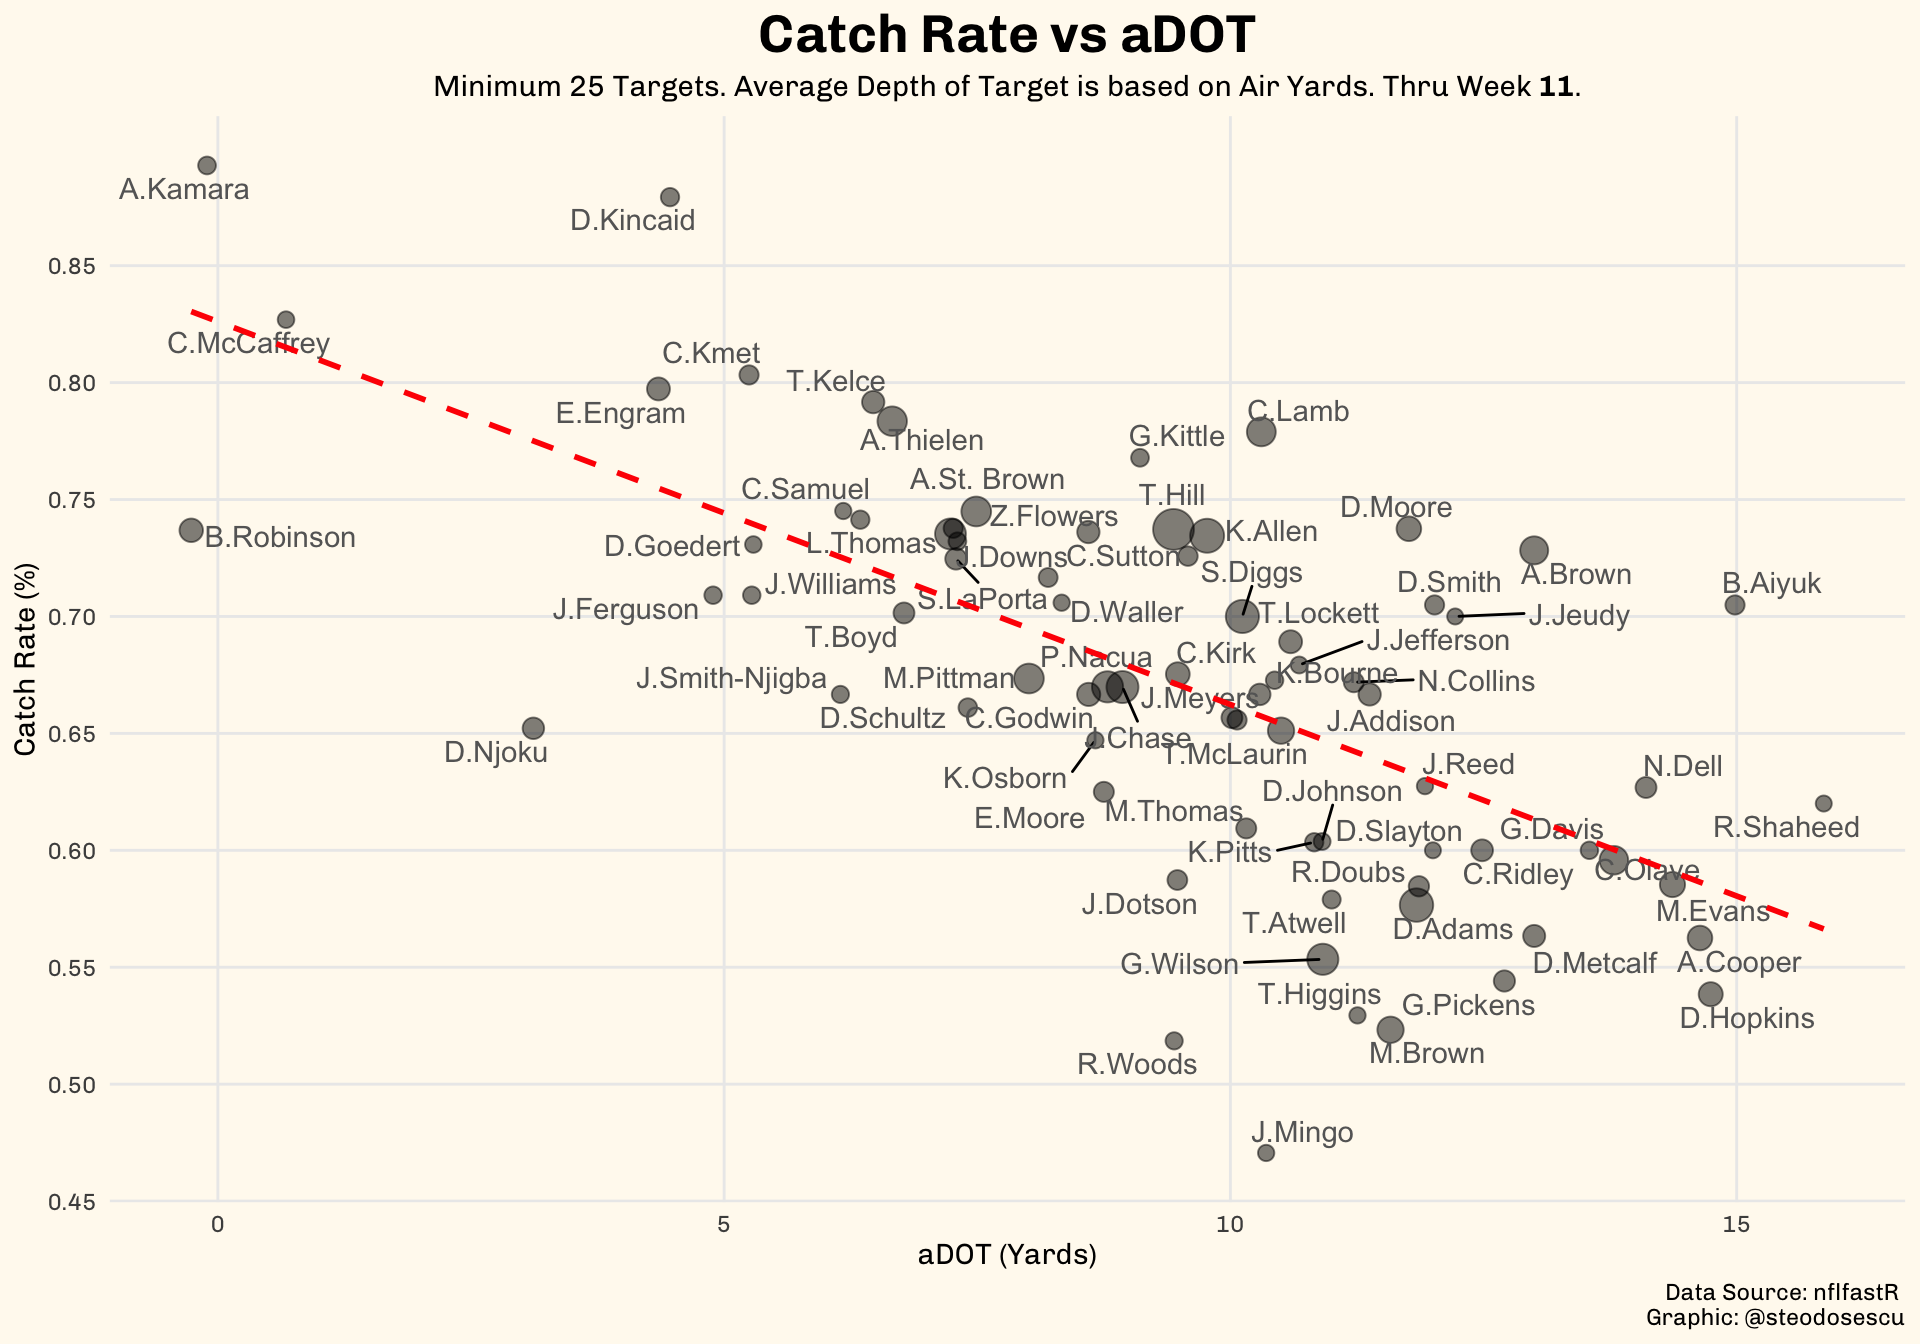 Catch Rate vs aDOT
Minimum 25 Targets. Average Depth of Target is based on Air Yards. Thru Week 11.
A.Kamara
D.Kincaid
0.85
C.McCaffrey
C.Kmet
T.Kelce
0.80
E.Engram
C.Lamb
A.Thielen
G.Kittle
A.St. Brown
C.Samuel
T.Hill
0.75
D.Moore
Z.Flowers
B.Robinson
K.Allen
D.Goedert
L.Thomas
J.Downs
C.Sutton
S.Diggs
A.Brown
J.Williams
D.Smith
B.Aiyuk
J.Ferguson
S.LaPorta
D.Waller
T.Lockett
J.Jeudy
0.70
T.Boyd
J.Jefferson
P.Nacua
C.Kirk
J.Smith-Njigba
M.Pittman
K.Bourne
N.Collins
J.Meyers
D.Schultz
C.Godwin
J.Addison
0.65
J.Chase
D.Njoku
T.McLaurin
J.Reed
N.Dell
K.Osborn
D.Johnson
E.Moore
M.Thomas
R.Shaheed
D.Slayton
G.Davis
0.60
K.Pitts
R.Doubs
C.Ridley
C.Olave
J.Dotson
M.Evans
T.Atwell
D.Adams
G.Wilson
D.Metcalf
A.Cooper
0.55
T.Higgins
G.Pickens
D.Hopkins
M.Brown
R.Woods
0.50
J.Mingo
0.45
Catch Rate (%)
0
5
10
15
aDOT (Yards)
Data Source: nflfastR
Graphic: @steodosescu